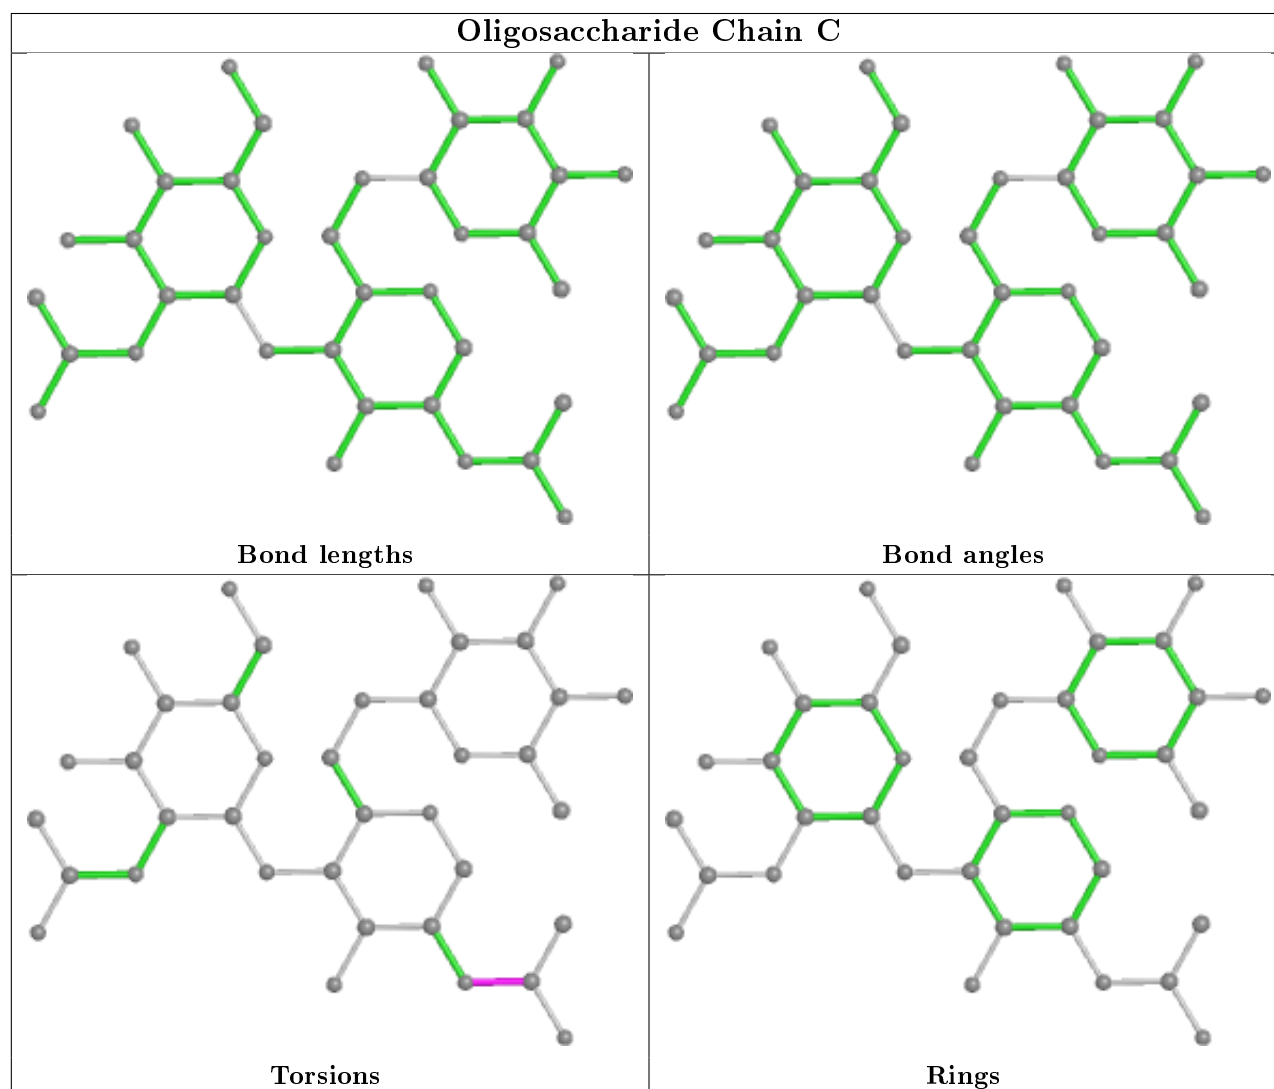 Oligosaccharide Chain C
Bond lengths
Bond angles
Torsions
Rings